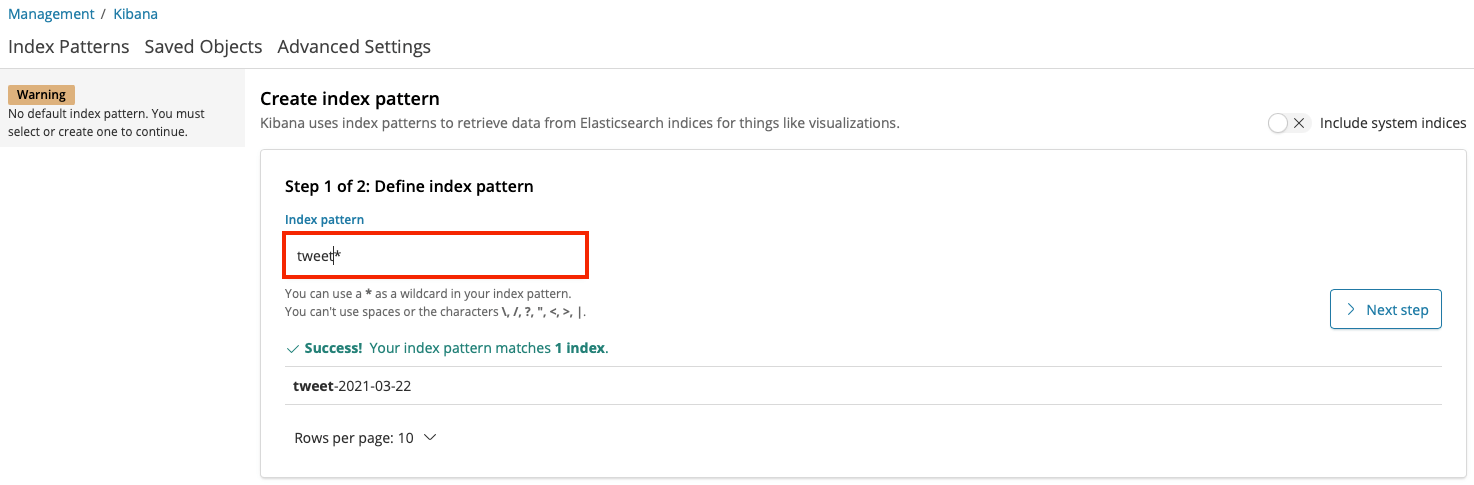 Management / Kibana
Index Patterns Saved Objects Advanced Settings
Warning
No default index pattern. You must
select or create one to continue.
Create index pattern
Kibana uses index patterns to retrieve data from Elasticsearch indices for things like visualizations.
Include system indices
Step 1 of 2: Define index pattern
Index pattern
tweet*
You can use a * as a wildcard in your index pattern.
You can't use spaces or the characters \, /, ?, ", <, >, |.
Next step
Success! Your index pattern matches 1 index.
tweet-2021-03-22
Rows per page: 10